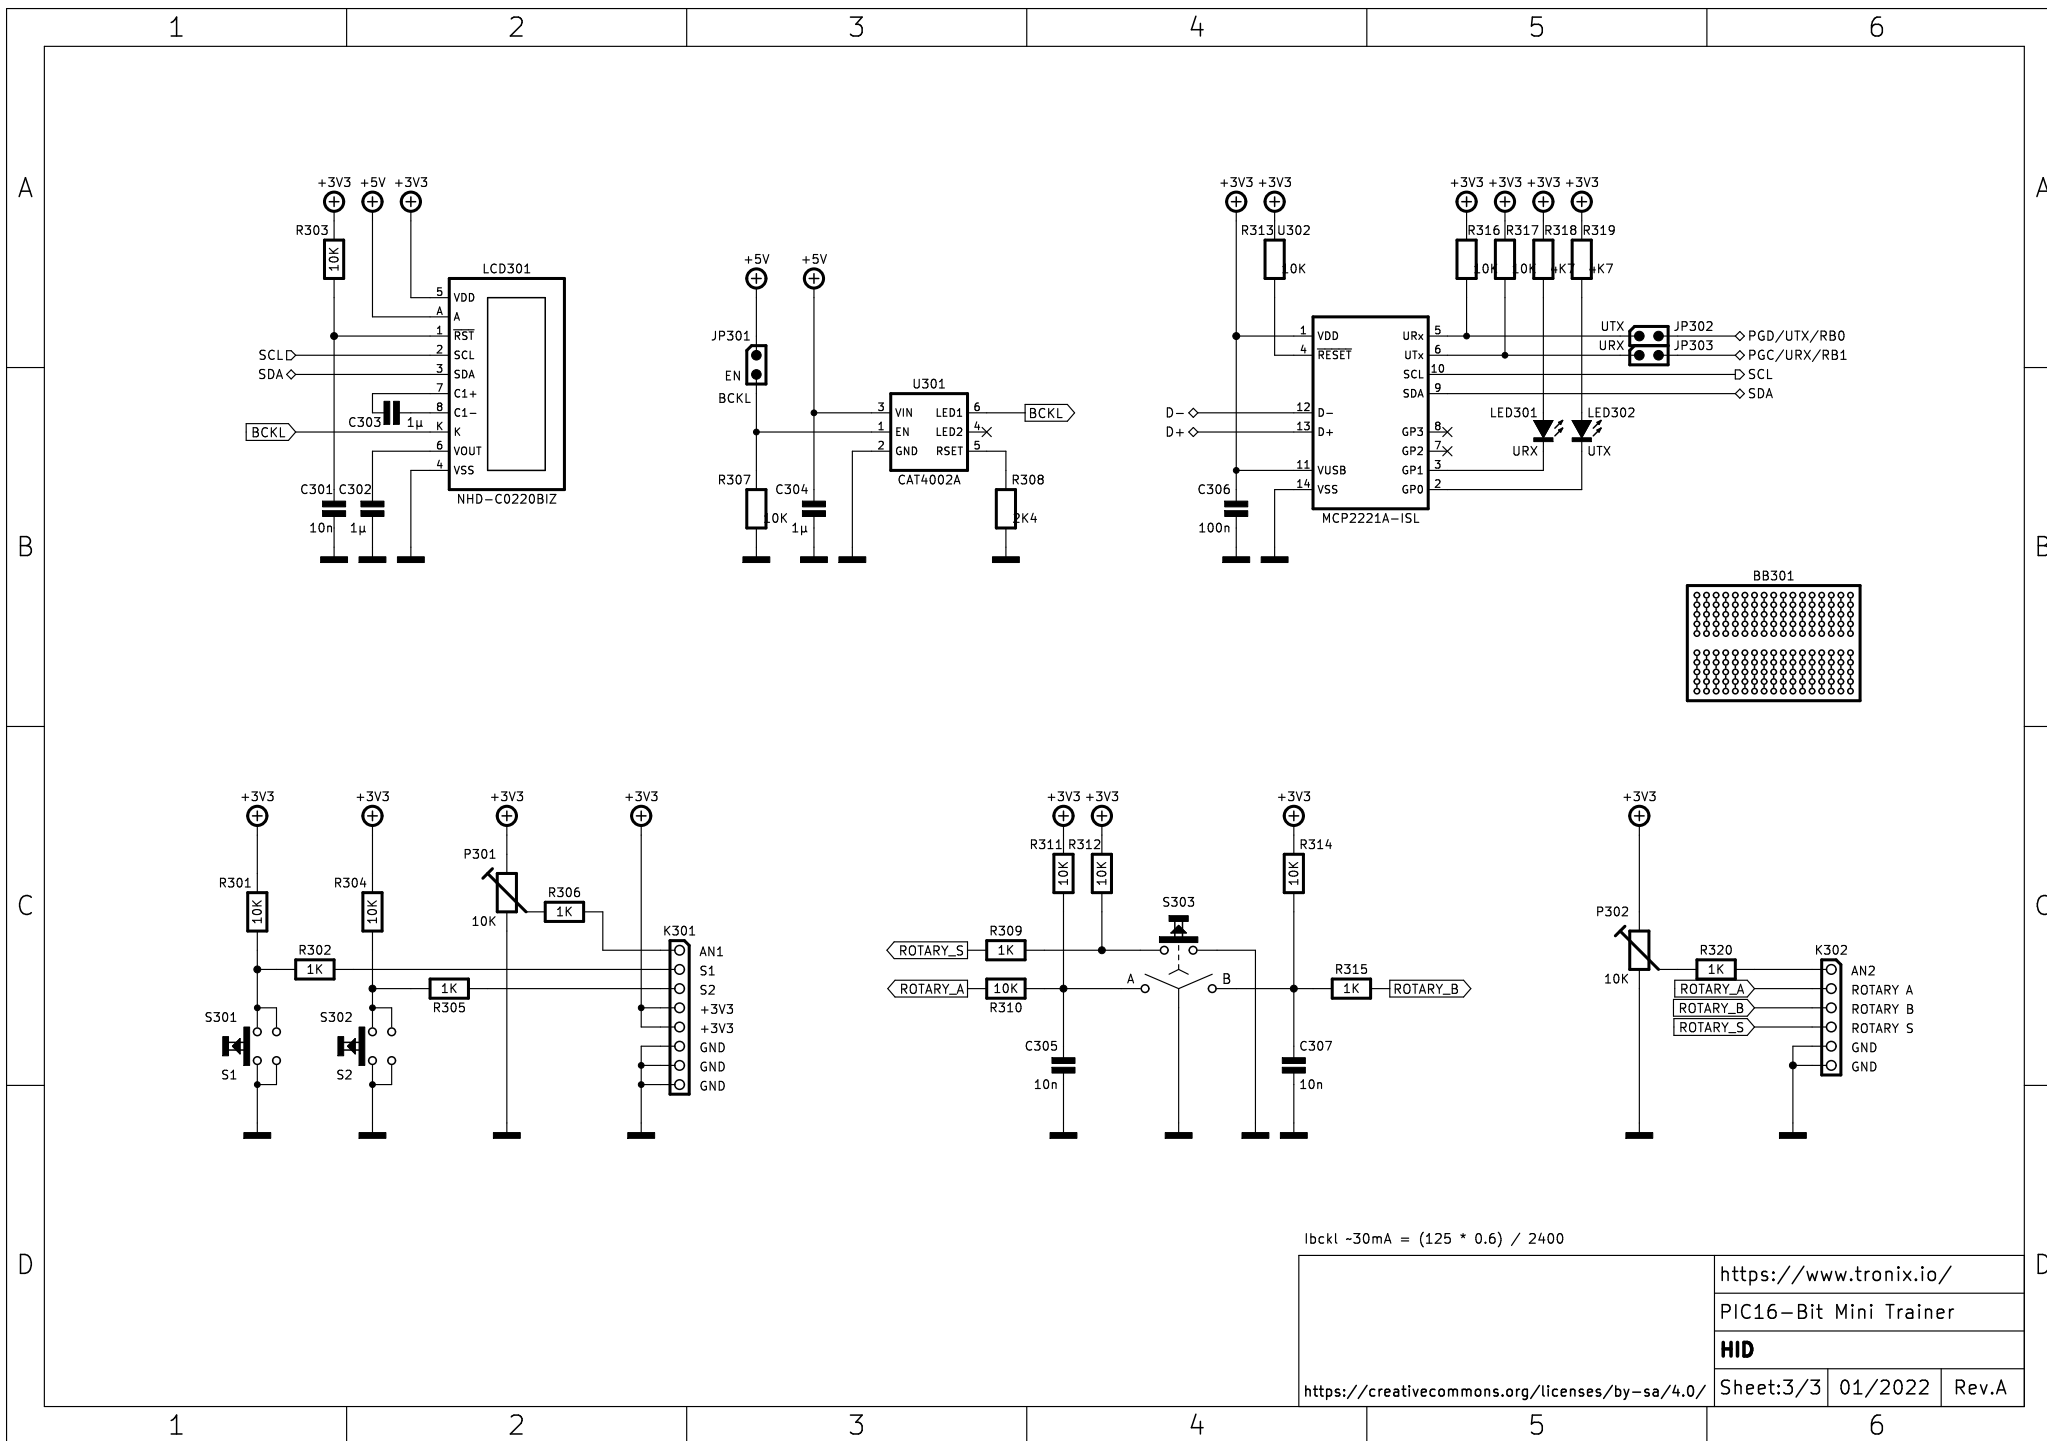 1 2 3 4 5 6
A A
+3V3 +5V +3V3
R303
10K
LCD301
5 VDD
A A
1 RST
SCL 2 SCL
SDA 3 SDA
7 C1+
C303 1µ 8 C1-
BCKL K K
6 VOUT
4 VSS
C301 C302
10n 1µ
NHD-C0220BIZ
+5V +5V
JP301
EN
BCKL
U301
3 VIN LED1 6 BCKL
1 EN LED2 4
2 GND RSET 5
CAT4002A
R307 C304 R308
10K 1µ 2K4
+3V3 +3V3 +3V3 +3V3 +3V3 +3V3
R313 U302 R316 R317 R318 R319
10K 10K 10K 4K7 4K7
1 VDD URx 5 UTX JP302 PGD/UTX/RB0
4 RESET UTx 6 URX JP303 PGC/URX/RB1
SCL 10 SCL
SDA 9 SDA
D- 12 D- LED301 LED302
D+ 13 D+ GP3 8
GP2 7 URX UTX
11 VUSB GP1 3
14 VSS GP0 2
C306
100n
MCP2221A-ISL
B B
BB301
+3V3 +3V3 +3V3 +3V3
P301
10K
R301 R304 R306
10K 10K 1K
K301
R302
1K
R305
1K
AN1
S1
S2
+3V3
+3V3
GND
GND
GND
S301 S302
S1 S2
+3V3 +3V3 +3V3
R311 R312 R314
10K 10K 10K
S303
ROTARY_S R309 1K
ROTARY_A 10K R310
A B
R315
1K ROTARY_B
C305 C307
10n 10n
+3V3
P302
10K
R320
1K
K302
AN2
ROTARY_A ROTARY A
ROTARY_B ROTARY B
ROTARY_S ROTARY S
GND
GND
C C
D D
Ibckl ~30mA = (125 * 0.6) / 2400
https://www.tronix.io/
PIC16-Bit Mini Trainer
HID
https://creativecommons.org/licenses/by-sa/4.0/
Sheet:3/3 01/2022 Rev.A
1 2 3 4 5 6